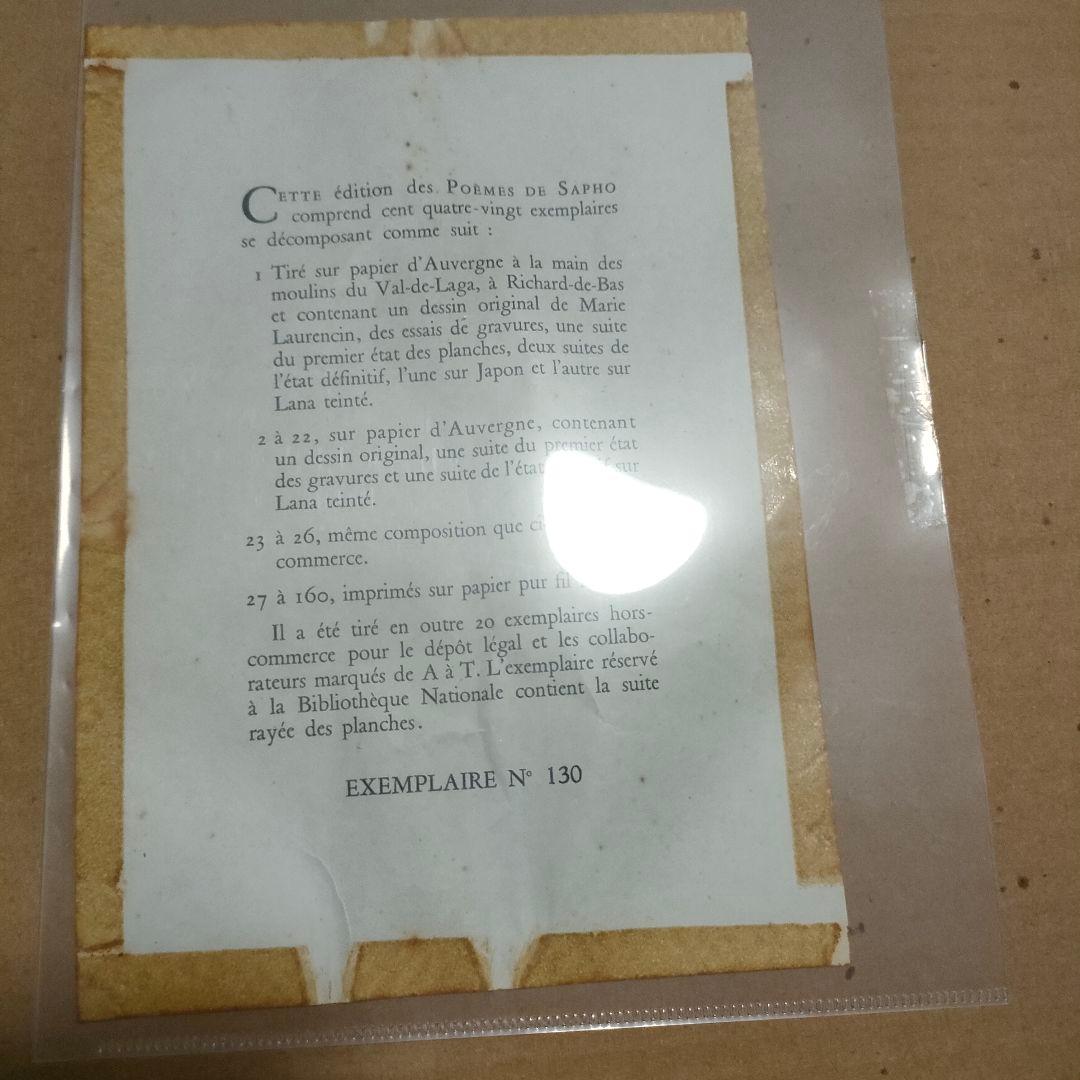 CETTE édition des POÈMES DE SAPHO
comprend cent quatre-vingt exemplaires
se décomposant comme suit :
1 Tiré sur papier d'Auvergne à la main des
moulins du Val-de-Laga, à Richard-de-Bas
et contenant un dessin original de Marie
Laurencin, des essais de gravures, une suite
du premier état des planches, deux suites de
l'état définitif, l'une sur Japon et l'autre sur
Lana teinté.
2 à 22, sur papier d'Auvergne, contenant
un dessin original, une suite du premier état
des gravures et une suite de l'état sur
Lana teinté.
23 à 26, même composition que
commerce.
27 à 160, imprimés sur papier pur fil
Il a été tiré en outre 20 exemplaires hors-
commerce pour le dépôt légal et les collabo-
rateurs marqués de A à T. L'exemplaire réservé
à la Bibliothèque Nationale contient la suite
rayée des planches.
EXEMPLAIRE N° 130